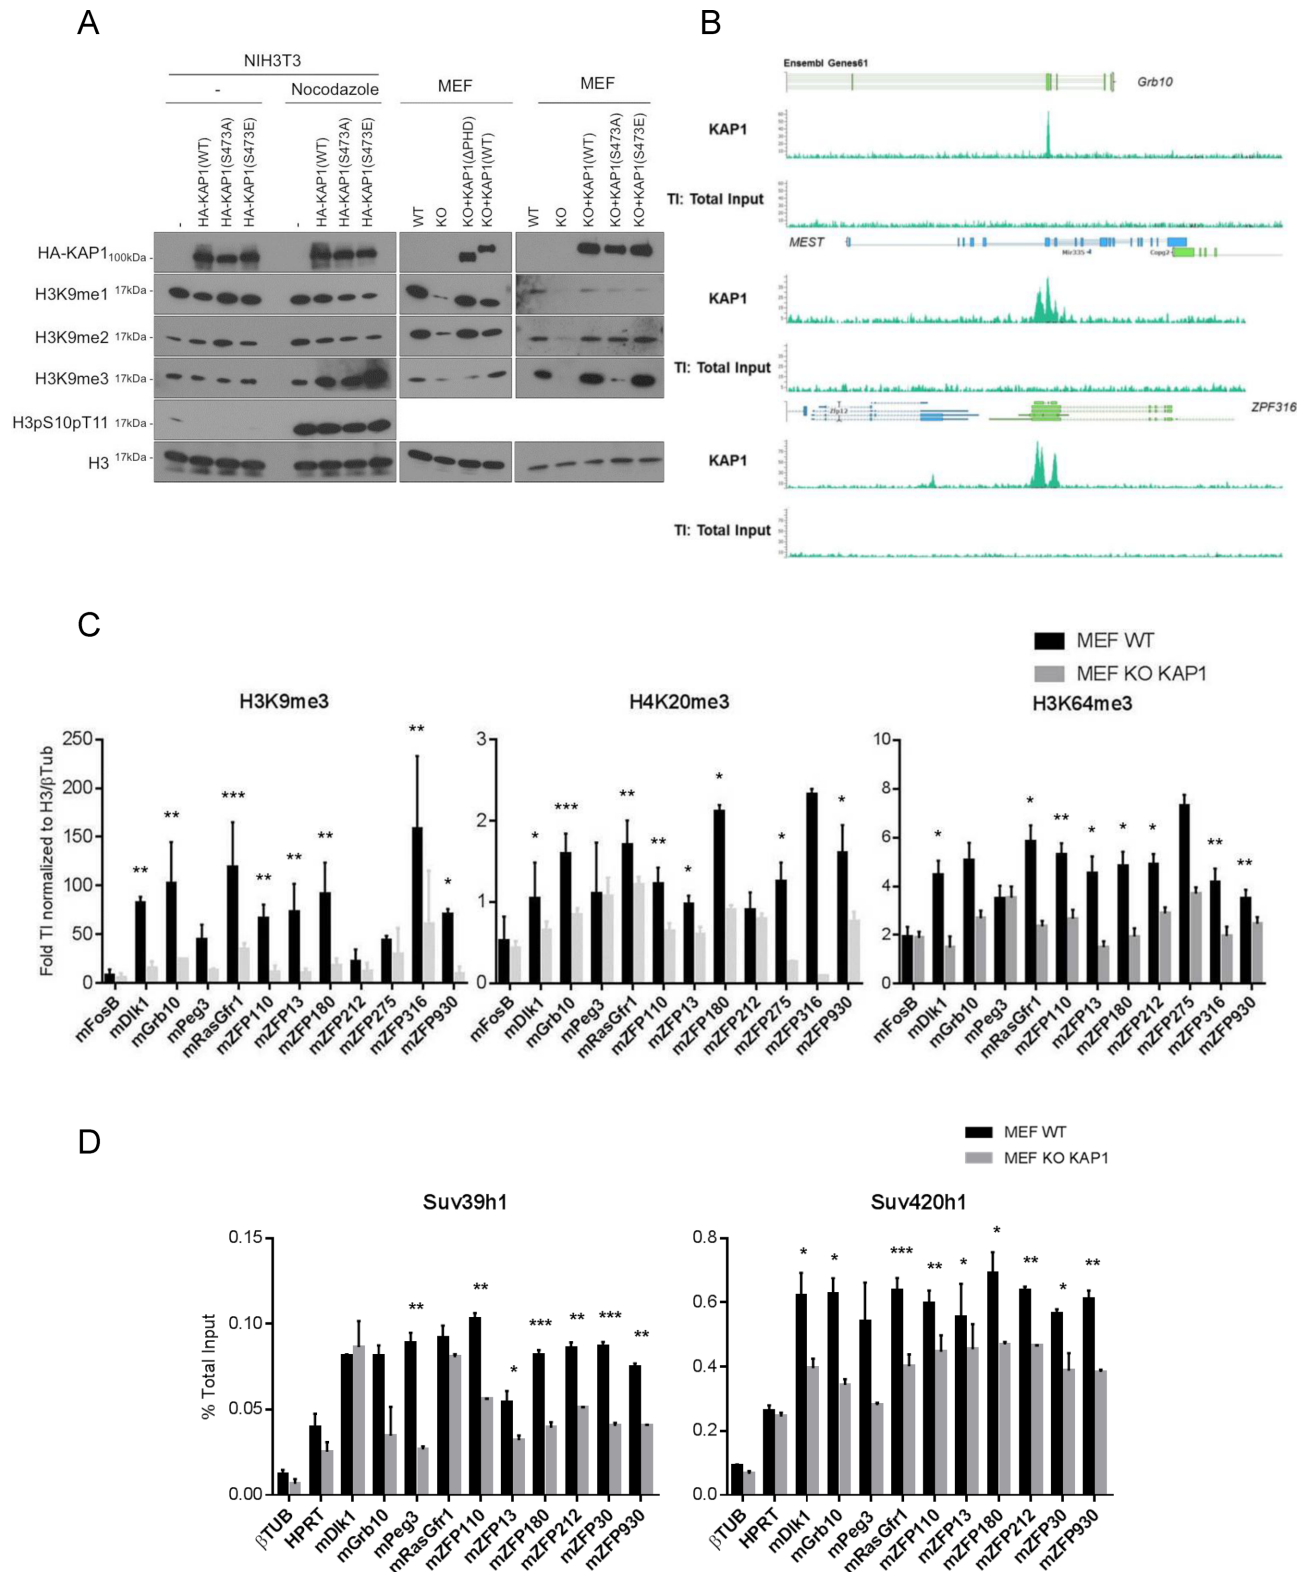 A
NIH3T3
-
Nocodazole
MEF
MEF
-
HA-KAP1(WT)
HA-KAP1(S473A)
HA-KAP1(S473E)
-
HA-KAP1(WT)
HA-KAP1(S473A)
HA-KAP1(S473E)
WT
KO
KO+KAP1(ΔPHD)
KO+KAP1(WT)
WT
KO
KO+KAP1(WT)
KO+KAP1(S473A)
KO+KAP1(S473E)
HA-KAP1 100kDa -
H3K9me1 17kDa -
H3K9me2 17kDa -
H3K9me3 17kDa -
H3pS10pT11 17kDa -
H3 17kDa -
B
Ensembl Genes61
Grb10
KAP1
TI: Total Input
MEST
Mir335-4
Copg2
KAP1
TI: Total Input
Zfp12
ZPF316
KAP1
TI: Total Input
C
MEF WT
MEF KO KAP1
H3K9me3
Fold TI normalized to H3/βTub
250
200
150
100
50
0
** ** *** ** ** ** ** *
mFosB
mDlk1
mGrb10
mPeg3
mRasGfr1
mZFP110
mZFP13
mZFP180
mZFP212
mZFP275
mZFP316
mZFP930
H4K20me3
3
2
1
0
* *** ** ** * * * *
mFosB
mDlk1
mGrb10
mPeg3
mRasGfr1
mZFP110
mZFP13
mZFP180
mZFP212
mZFP275
mZFP316
mZFP930
H3K64me3
10
8
6
4
2
0
* * ** * * * ** **
mFosB
mDlk1
mGrb10
mPeg3
mRasGfr1
mZFP110
mZFP13
mZFP180
mZFP212
mZFP275
mZFP316
mZFP930
D
MEF WT
MEF KO KAP1
Suv39h1
% Total Input
0.15
0.10
0.05
0.00
** ** * *** ** *** **
βTUB
HPRT
mDlk1
mGrb10
mPeg3
mRasGfr1
mZFP110
mZFP13
mZFP180
mZFP212
mZFP30
mZFP930
Suv420h1
0.8
0.6
0.4
0.2
0.0
* * *** ** * * ** * **
βTUB
HPRT
mDlk1
mGrb10
mPeg3
mRasGfr1
mZFP110
mZFP13
mZFP180
mZFP212
mZFP30
mZFP930